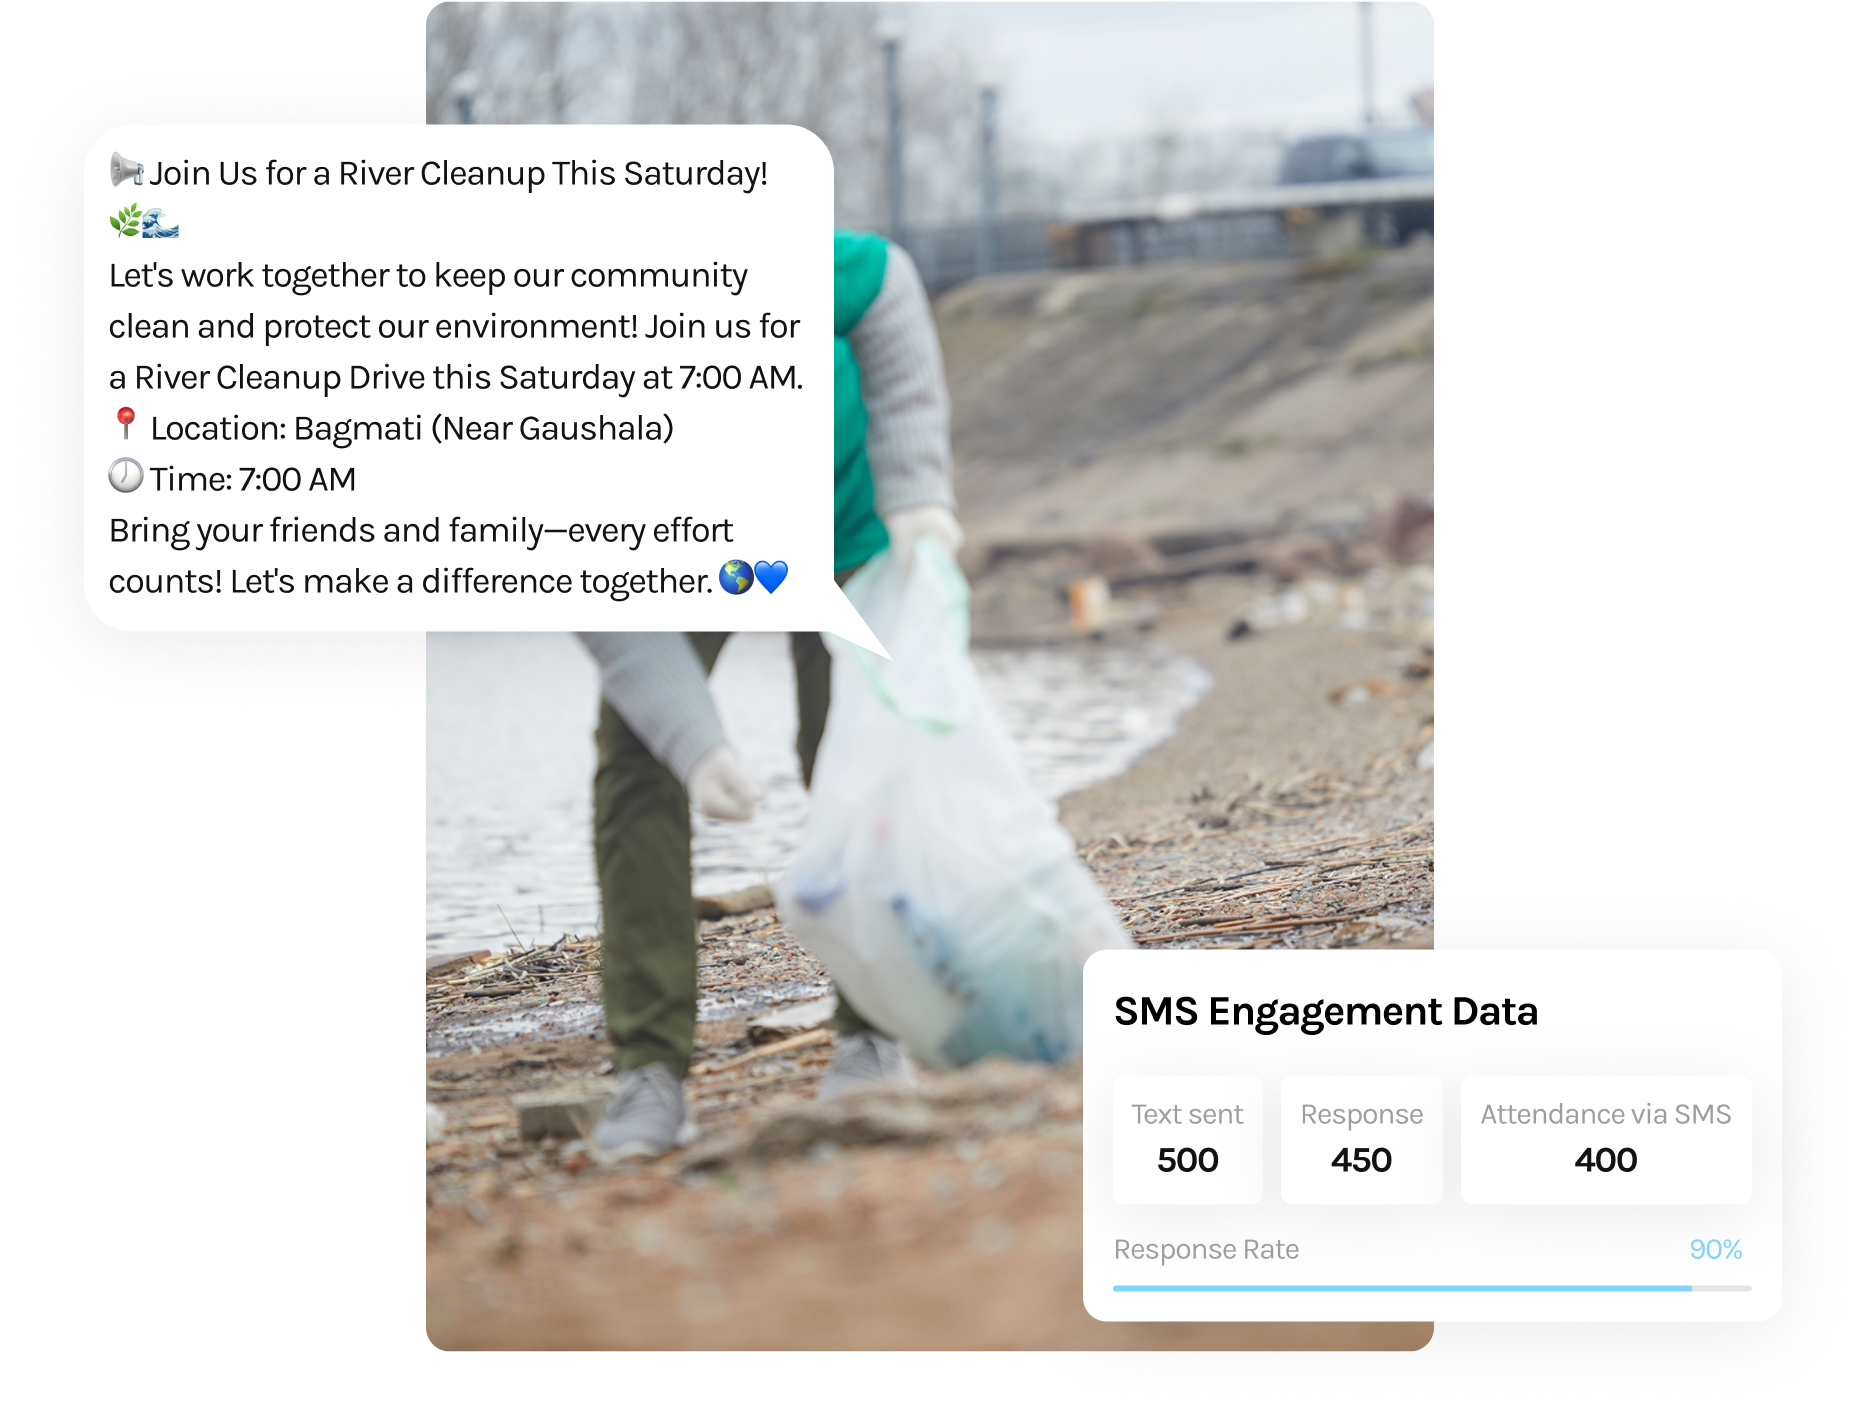 📢Join Us for a River Cleanup This Saturday!
🌿🌊
Let's work together to keep our community
clean and protect our environment! Join us for
a River Cleanup Drive this Saturday at 7:00 AM.
📍 Location: Bagmati (Near Gaushala)
🕖 Time: 7:00 AM
Bring your friends and family—every effort
counts! Let's make a difference together. 🌎💙
SMS Engagement Data
Text sent
500
Response
450
Attendance via SMS
400
Response Rate
90%